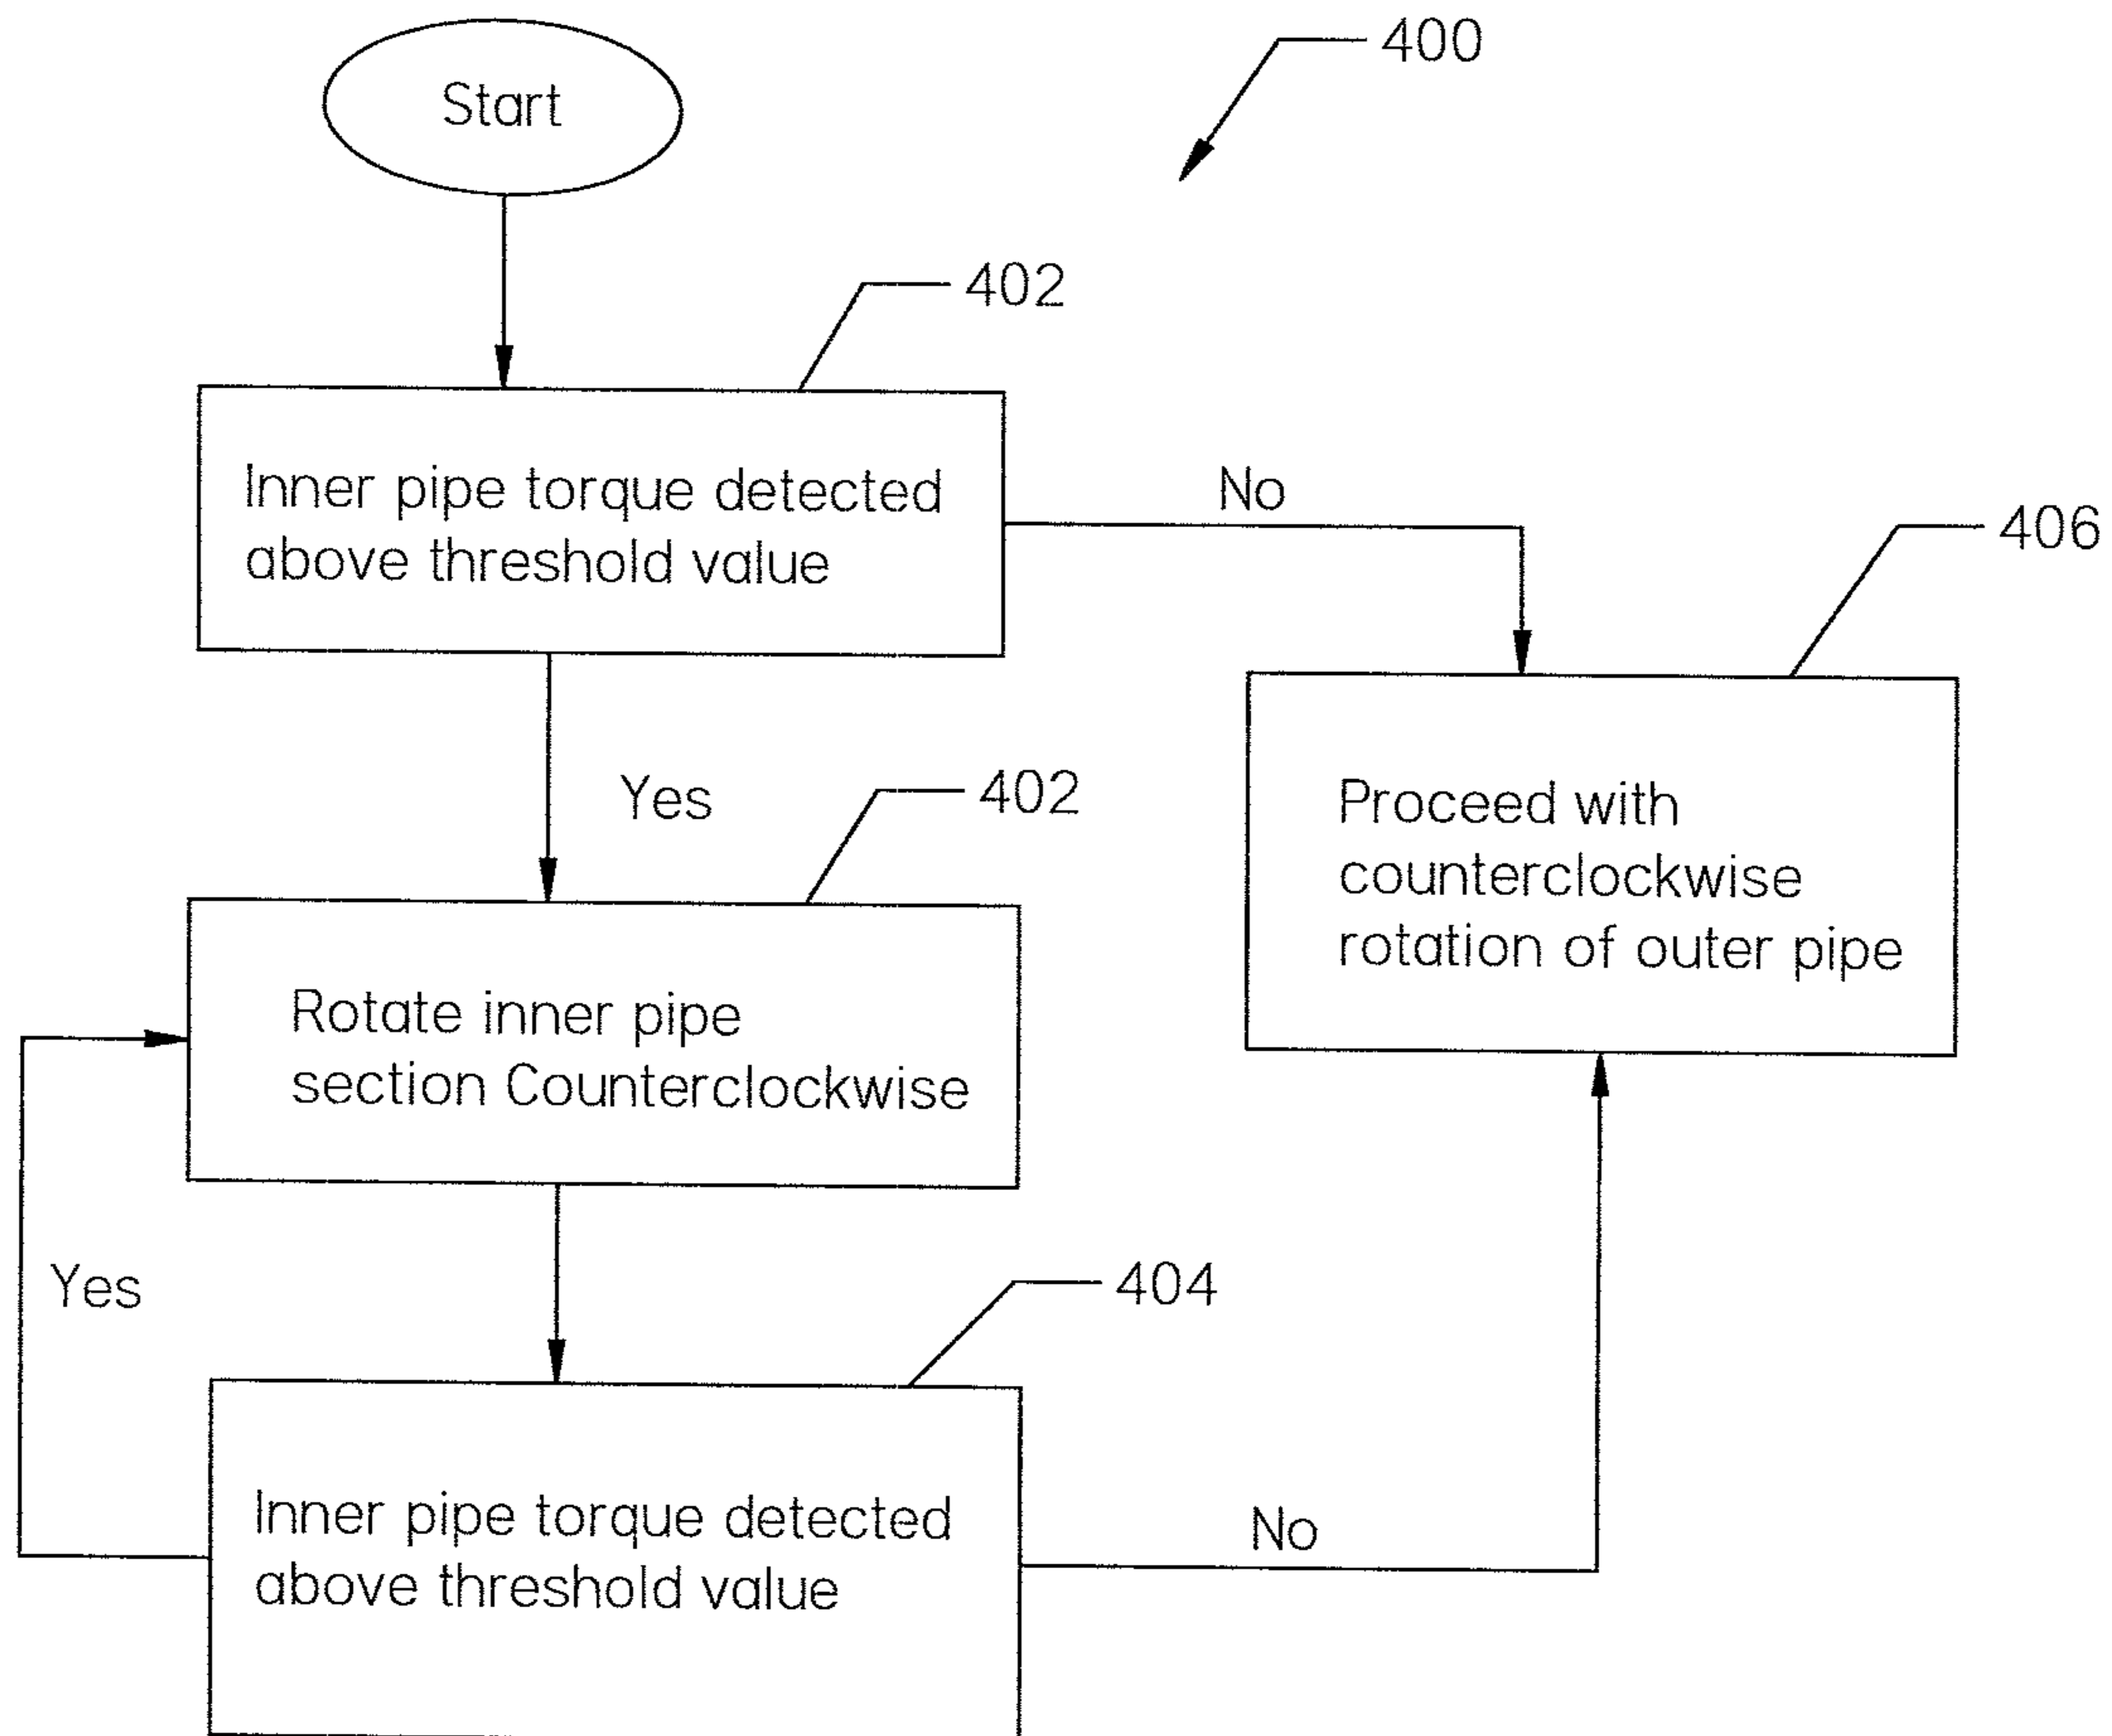 Start
400
402
Inner pipe torque detected
above threshold value
No
406
Yes
402
Proceed with
counterclockwise
rotation of outer pipe
Rotate inner pipe
section Counterclockwise
Yes
404
Inner pipe torque detected
above threshold value
No